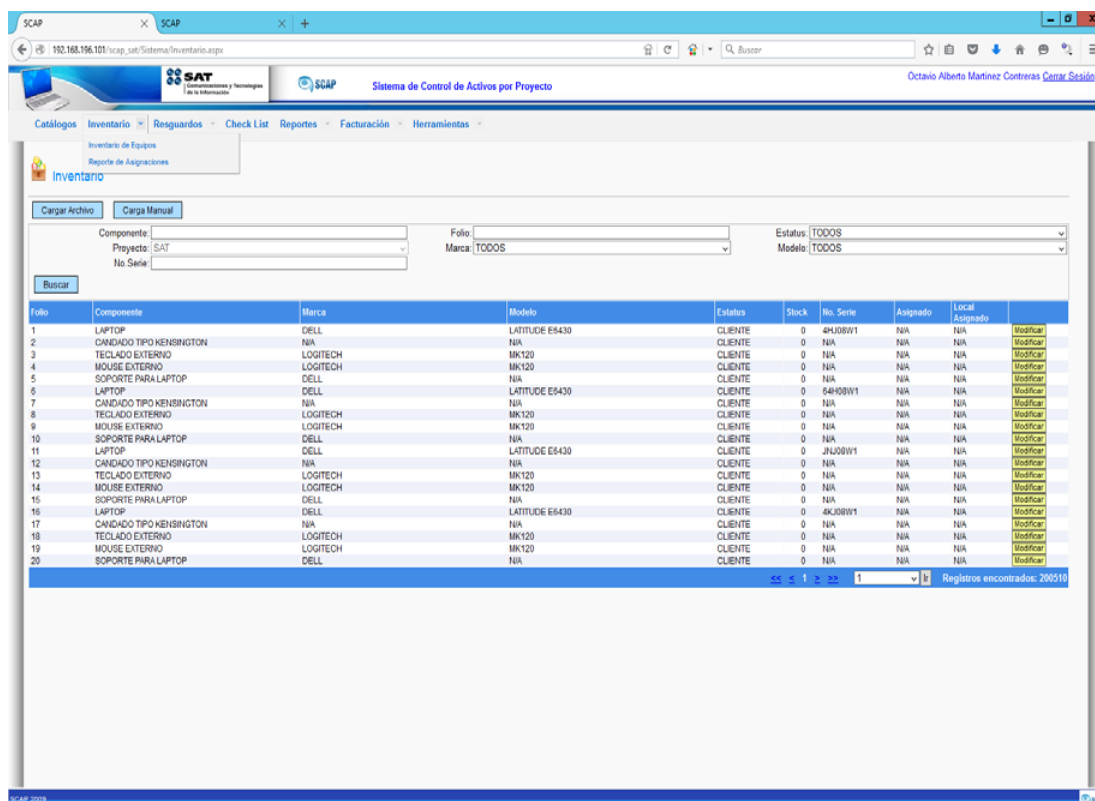 SCAP SCAP
192.168.196.101/scap_sat/Sistema/Inventario.aspx Buscar
SAT
Comunicaciones y Tecnologías
de la Información
SCAP
Sistema de Control de Activos por Proyecto
Octavio Alberto Martinez Contreras Cerrar Sesión
Catálogos Inventario Resguardos Check List Reportes Facturación Herramientas
Inventario de Equipos
Reporte de Asignaciones
Inventario
Cargar Archivo Carga Manual
Componente: Folio: Estatus: TODOS
Proyecto: SAT Marca: TODOS Modelo: TODOS
No.Serie:
Buscar
Folio Componente Marca Modelo Estatus Stock No. Serie Asignado Local Asignado
1 LAPTOP DELL LATITUDE E6430 CLIENTE 0 4HJ08W1 N/A N/A Modificar
2 CANDADO TIPO KENSINGTON N/A N/A CLIENTE 0 N/A N/A N/A Modificar
3 TECLADO EXTERNO LOGITECH MK120 CLIENTE 0 N/A N/A N/A Modificar
4 MOUSE EXTERNO LOGITECH MK120 CLIENTE 0 N/A N/A N/A Modificar
5 SOPORTE PARA LAPTOP DELL N/A CLIENTE 0 N/A N/A N/A Modificar
6 LAPTOP DELL LATITUDE E6430 CLIENTE 0 64H08W1 N/A N/A Modificar
7 CANDADO TIPO KENSINGTON N/A N/A CLIENTE 0 N/A N/A N/A Modificar
8 TECLADO EXTERNO LOGITECH MK120 CLIENTE 0 N/A N/A N/A Modificar
9 MOUSE EXTERNO LOGITECH MK120 CLIENTE 0 N/A N/A N/A Modificar
10 SOPORTE PARA LAPTOP DELL N/A CLIENTE 0 N/A N/A N/A Modificar
11 LAPTOP DELL LATITUDE E6430 CLIENTE 0 JNJ08W1 N/A N/A Modificar
12 CANDADO TIPO KENSINGTON N/A N/A CLIENTE 0 N/A N/A N/A Modificar
13 TECLADO EXTERNO LOGITECH MK120 CLIENTE 0 N/A N/A N/A Modificar
14 MOUSE EXTERNO LOGITECH MK120 CLIENTE 0 N/A N/A N/A Modificar
15 SOPORTE PARA LAPTOP DELL N/A CLIENTE 0 N/A N/A N/A Modificar
16 LAPTOP DELL LATITUDE E6430 CLIENTE 0 4KJ08W1 N/A N/A Modificar
17 CANDADO TIPO KENSINGTON N/A N/A CLIENTE 0 N/A N/A N/A Modificar
18 TECLADO EXTERNO LOGITECH MK120 CLIENTE 0 N/A N/A N/A Modificar
19 MOUSE EXTERNO LOGITECH MK120 CLIENTE 0 N/A N/A N/A Modificar
20 SOPORTE PARA LAPTOP DELL N/A CLIENTE 0 N/A N/A N/A Modificar
<< < 1 > >> 1 Ir Registros encontrados: 200510
SCAP 2009